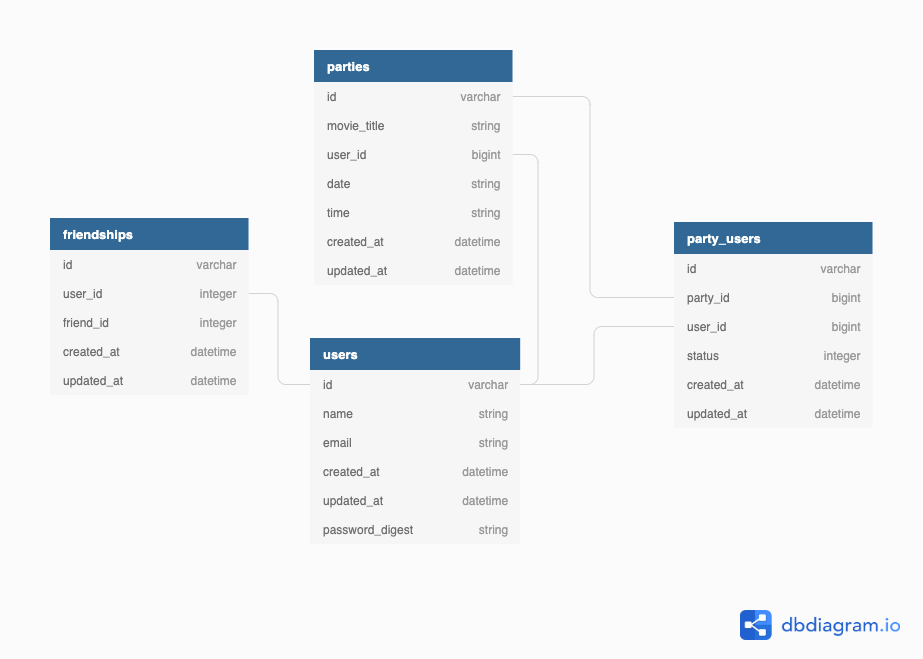 parties
id varchar
movie_title string
user_id bigint
date string
time string
created_at datetime
updated_at datetime
friendships
id varchar
user_id integer
friend_id integer
created_at datetime
updated_at datetime
users
id varchar
name string
email string
created_at datetime
updated_at datetime
password_digest string
party_users
id varchar
party_id bigint
user_id bigint
status integer
created_at datetime
updated_at datetime
dbdiagram.io